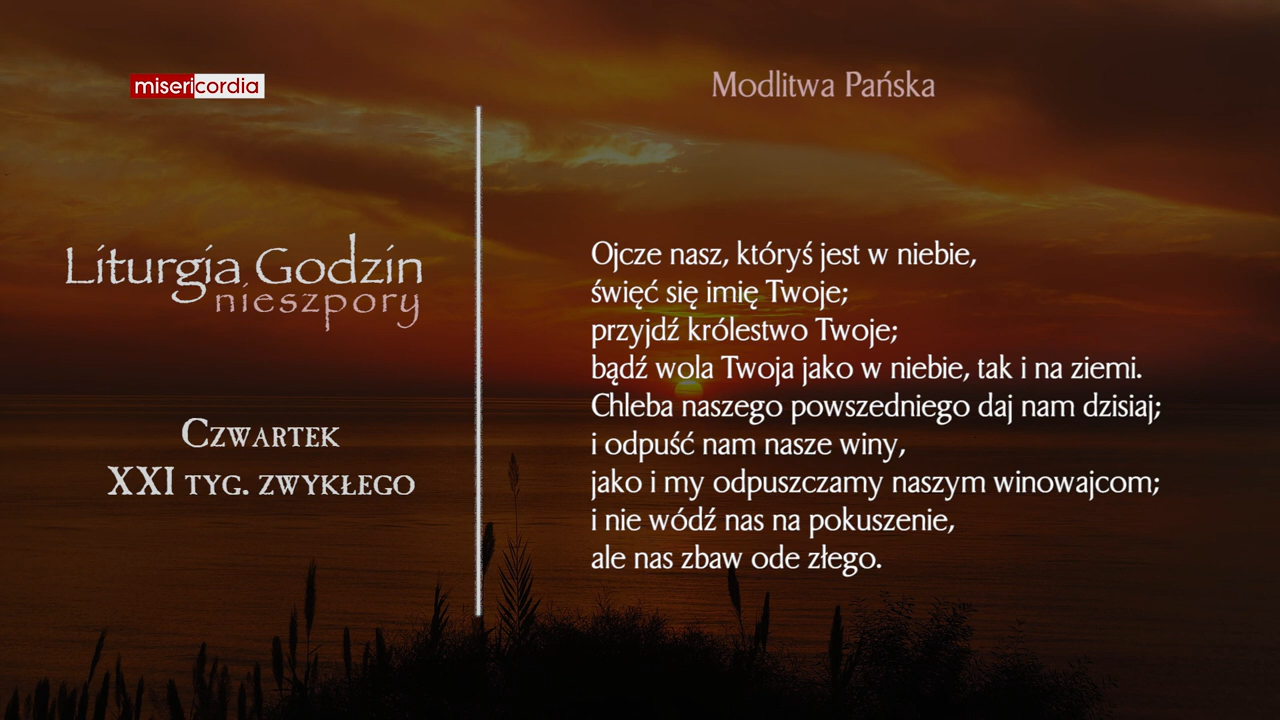 misericordia
Liturgia Godzin
nieszpory
Czwartek
XXI tyg. zwykłego
Modlitwa Pańska
Ojcze nasz, któryś jest w niebie,
święć się imię Twoje;
przyjdź królestwo Twoje;
bądź wola Twoja jako w niebie, tak i na ziemi.
Chleba naszego powszedniego daj nam dzisiaj;
i odpuść nam nasze winy,
jako i my odpuszczamy naszym winowajcom;
i nie wódź nas na pokuszenie,
ale nas zbaw ode złego.